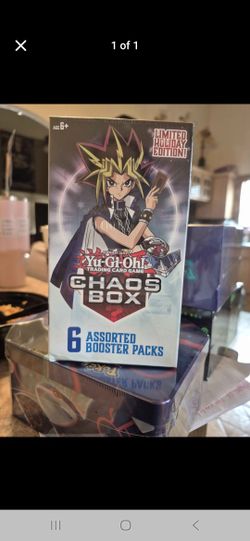 1 of 1
AGE 6+
LIMITED
HOLIDAY
EDITION!
Yu-Gi-Oh!
TRADING CARD GAME
CHAOS
BOX
6 ASSORTED
BOOSTER PACKS